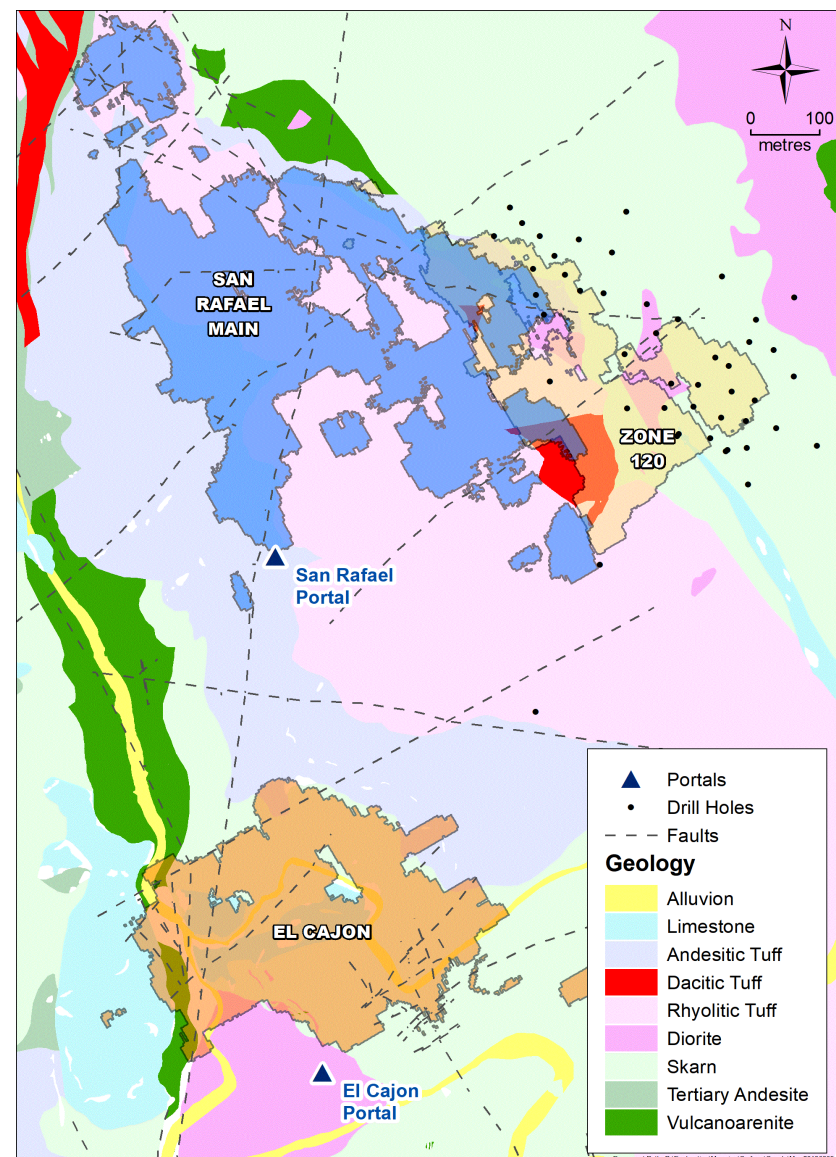 N
0 100
metres
SAN
RAFAEL
MAIN
ZONE
120
San Rafael
Portal
EL CAJON
El Cajon
Portal
Portals
Drill Holes
Faults
Geology
Alluvion
Limestone
Andesitic Tuff
Dacitic Tuff
Rhyolitic Tuff
Diorite
Skarn
Tertiary Andesite
Vulcanoarenite